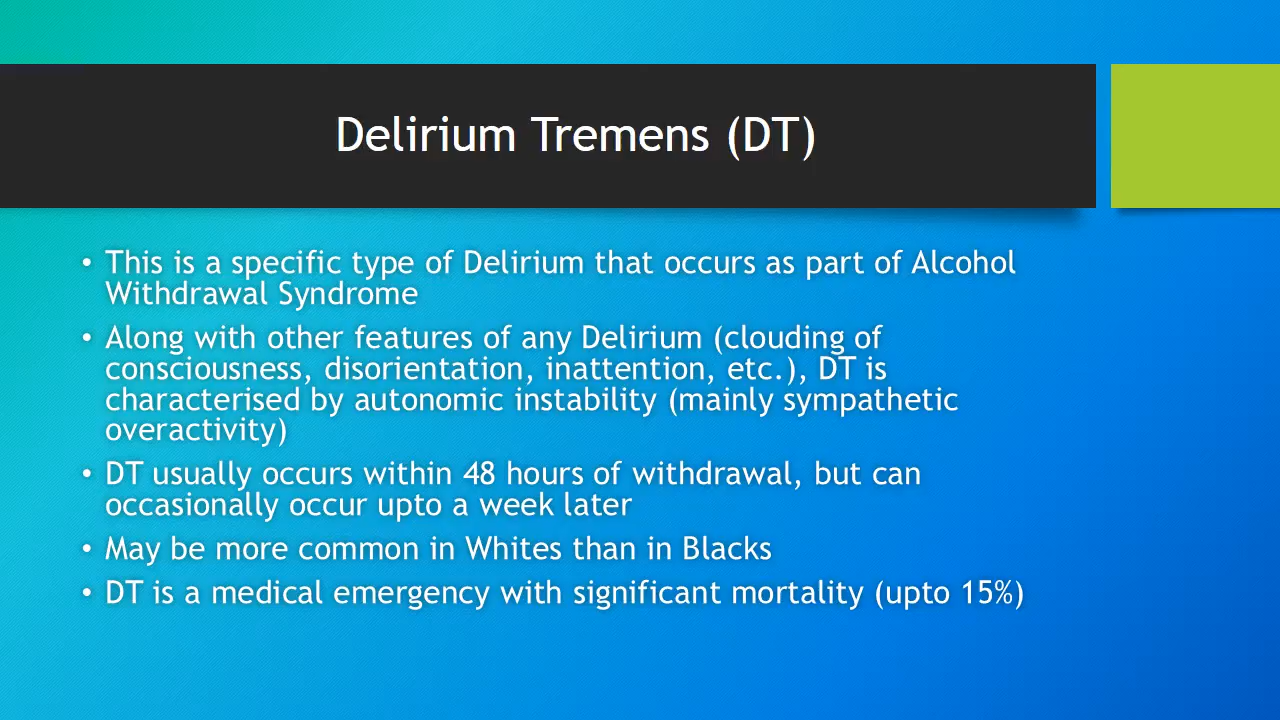 Delirium Tremens (DT)
• This is a specific type of Delirium that occurs as part of Alcohol
Withdrawal Syndrome
• Along with other features of any Delirium (clouding of
consciousness, disorientation, inattention, etc.), DT is
characterised by autonomic instability (mainly sympathetic
overactivity)
• DT usually occurs within 48 hours of withdrawal, but can
occasionally occur upto a week later
• May be more common in Whites than in Blacks
• DT is a medical emergency with significant mortality (upto 15%)